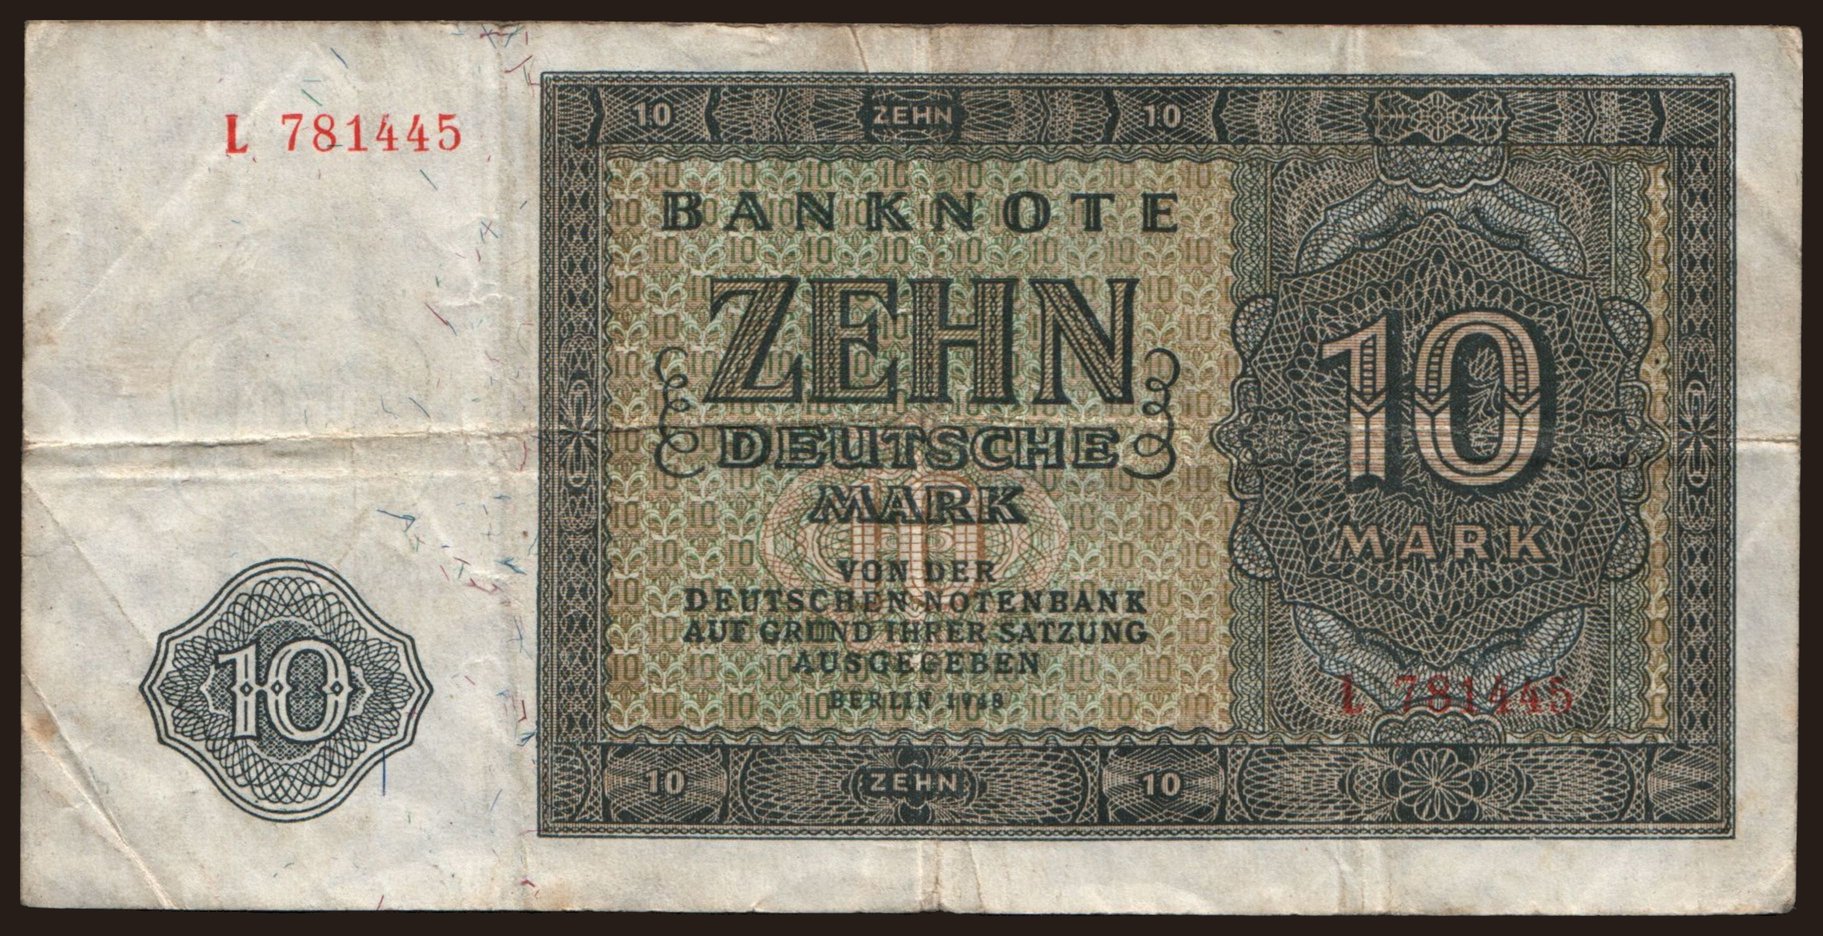 10 ZEHN 10
L 781445
BANKNOTE
ZEHN
DEUTSCHE
MARK
10
MARK
VON DER
DEUTSCHEN NOTENBANK
AUF GRUND IHRER SATZUNG
AUSGEGEBEN
BERLIN 1948
10
L 781445
10 ZEHN 10